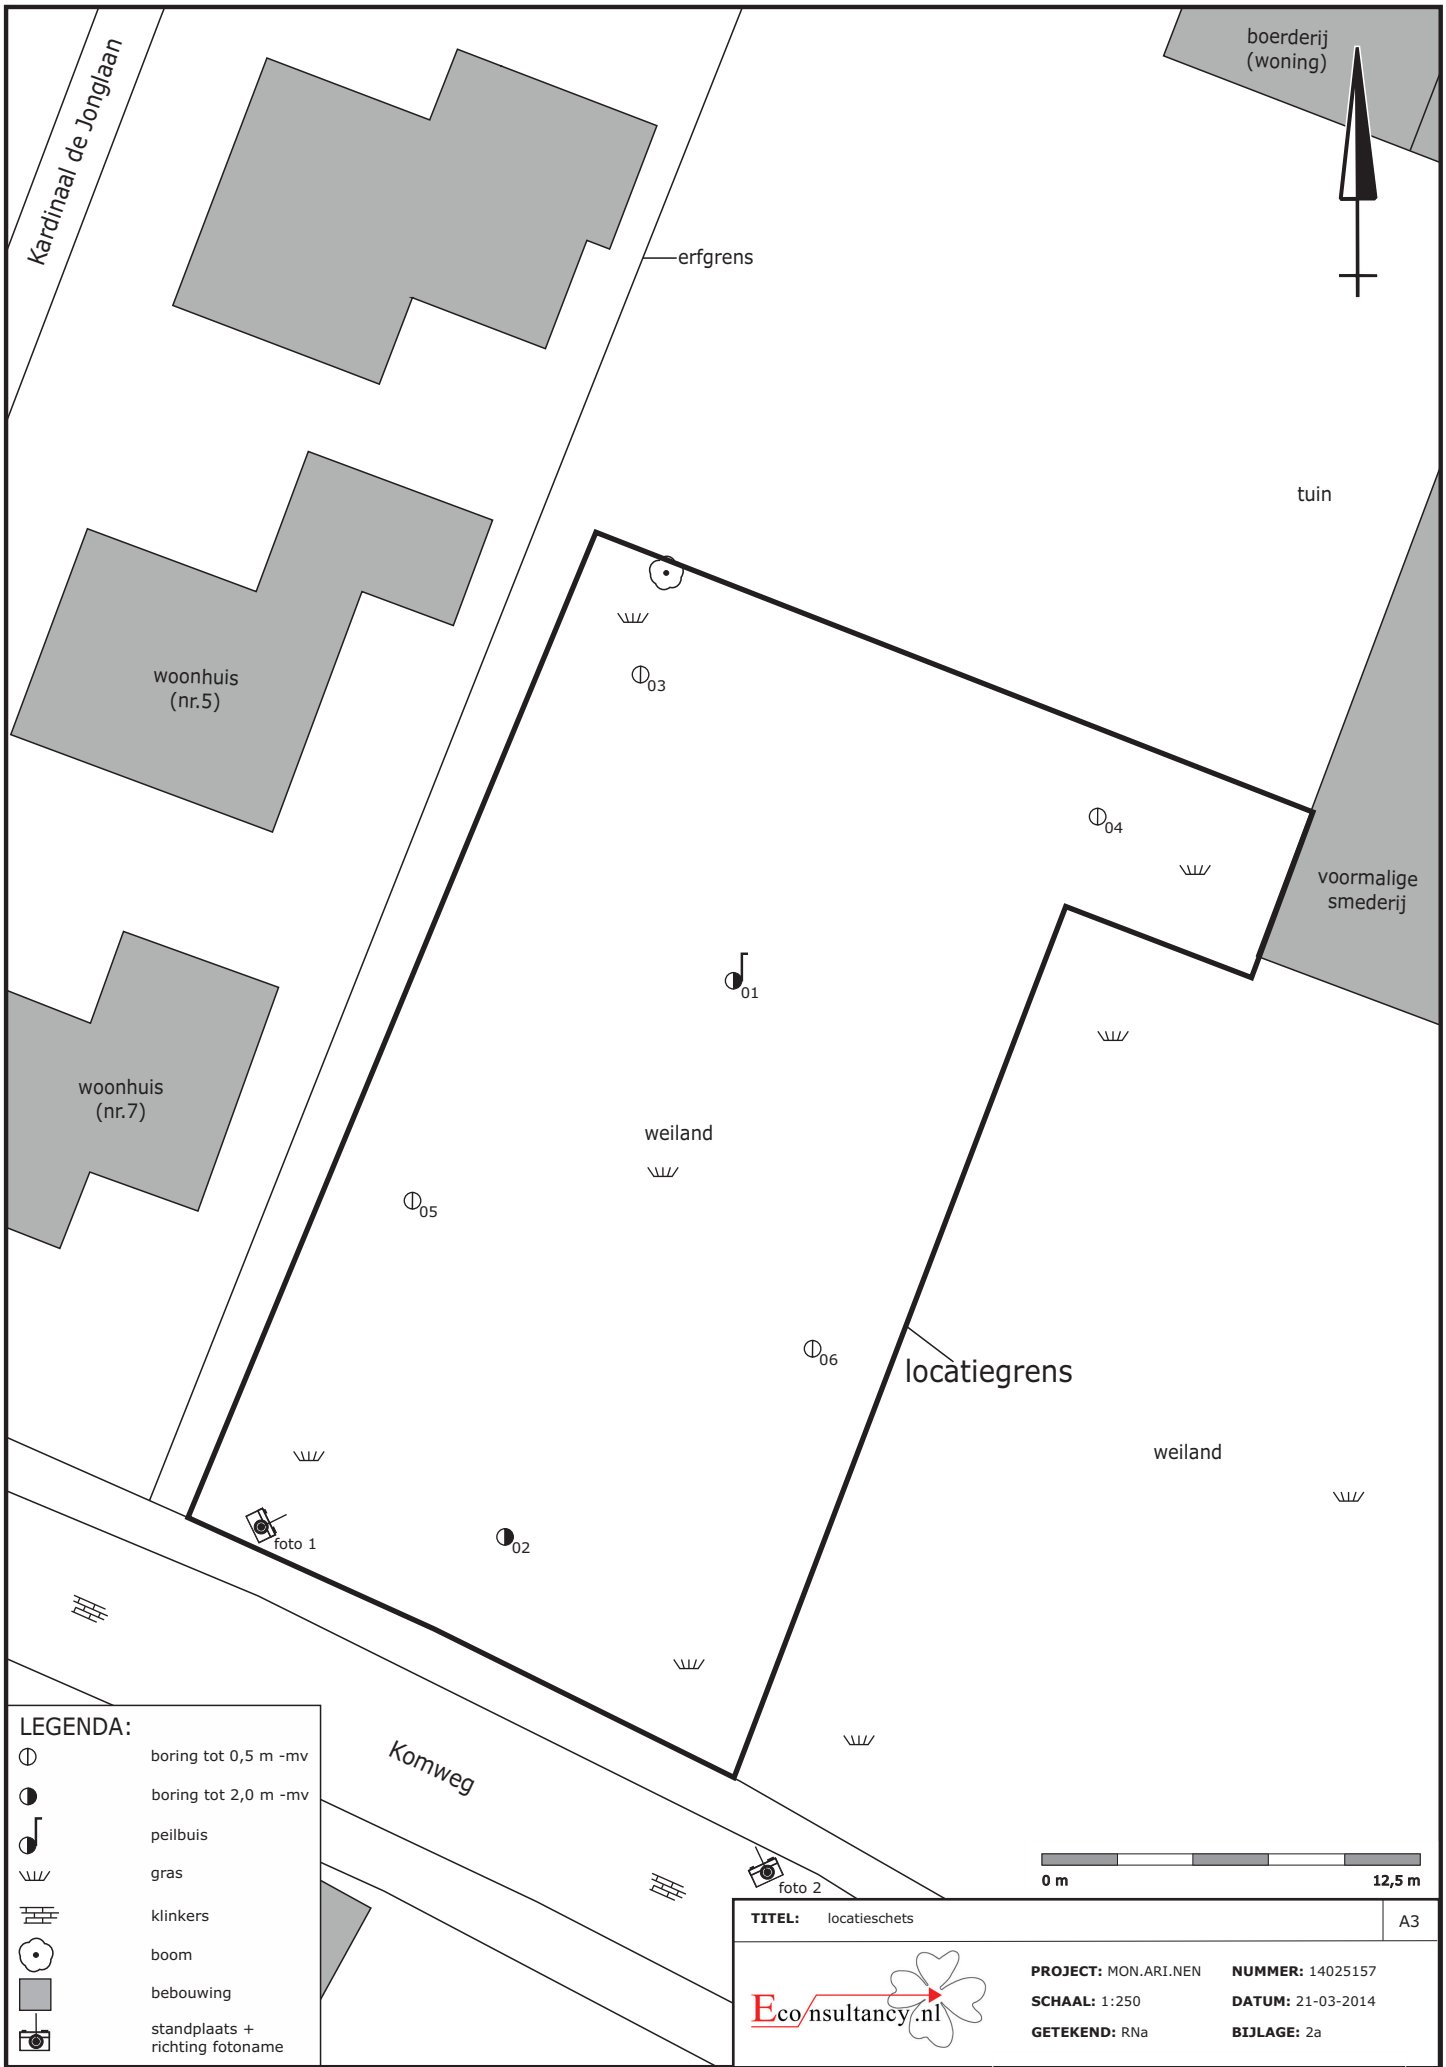 Kardinaal de Jonglaan
boerderij
(woning)
erfgrens
tuin
woonhuis
(nr.5)
03
04
voormalige
smederij
01
woonhuis
(nr.7)
weiland
05
06
locatiegrens
weiland
foto 1
02
Komweg
foto 2
LEGENDA:
boring tot 0,5 m -mv
boring tot 2,0 m -mv
peilbuis
gras
klinkers
boom
bebouwing
standplaats +
richting fotoname
0 m 12,5 m
TITEL: locatieschets A3
Econsultancy.nl
PROJECT: MON.ARI.NEN NUMMER: 14025157
SCHAAL: 1:250 DATUM: 21-03-2014
GETEKEND: RNa BIJLAGE: 2a